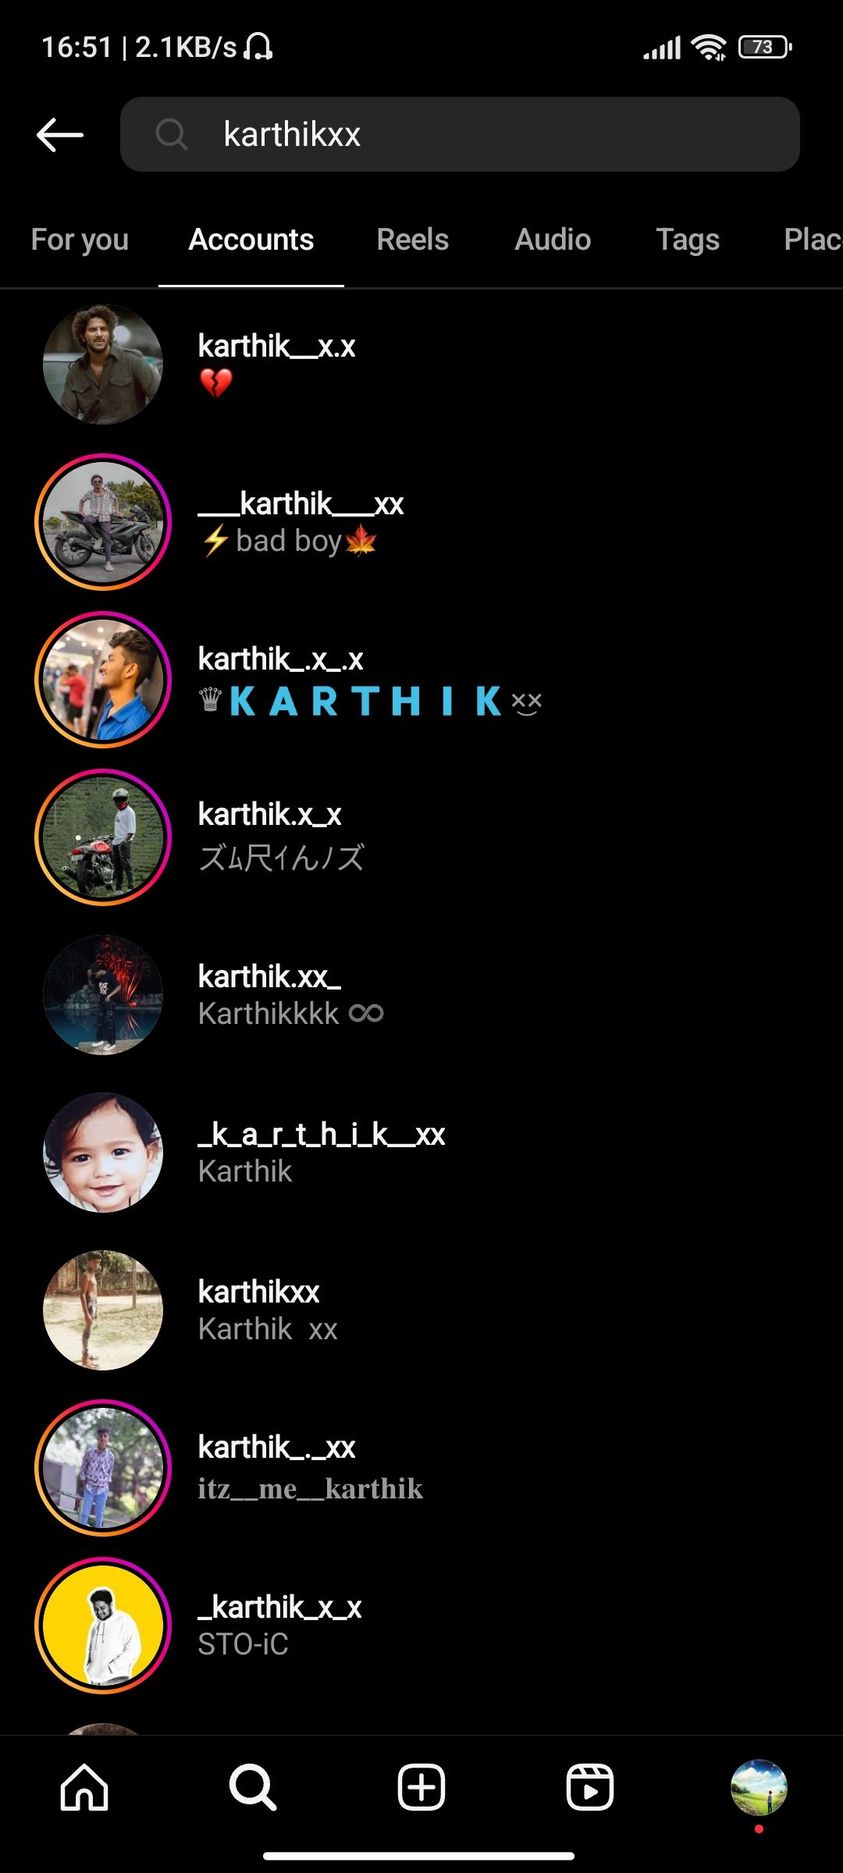 16:51 | 2.1KB/s
73
karthikxx
For you Accounts Reels Audio Tags Plac
karthik__x.x
💔
___karthik___xx
⚡bad boy🍁
karthik_.x_.x
♛K A R T H I K ×͜×
karthik.x_x
ズム尺イんノズ
karthik.xx_
Karthikkkk ∞
_k_a_r_t_h_i_k__xx
Karthik
karthikxx
Karthik xx
karthik_._xx
itz__me__karthik
_karthik_x_x
STO-iC